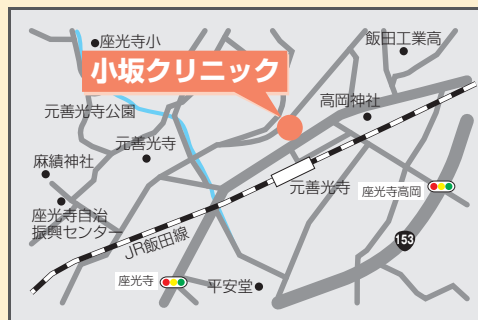 座光寺小
飯田工業高
小坂クリニック
元善光寺公園
高岡神社
元善光寺
麻績神社
元善光寺
座光寺高岡
座光寺自治
振興センター
JR飯田線
153
座光寺
平安堂